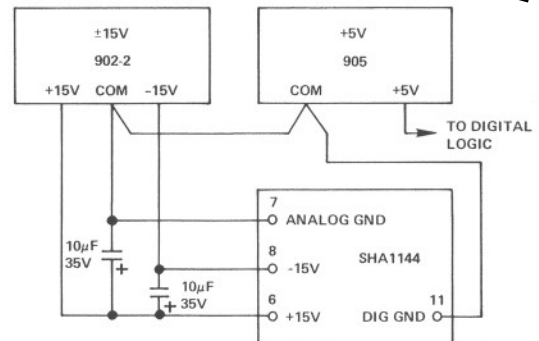 ±15V
902-2
+15V COM -15V
+5V
905
COM +5V
TO DIGITAL
LOGIC
7
ANALOG GND
10μF
35V
+
8
-15V
SHA1144
10μF
35V
+
6
+15V
11
DIG GND